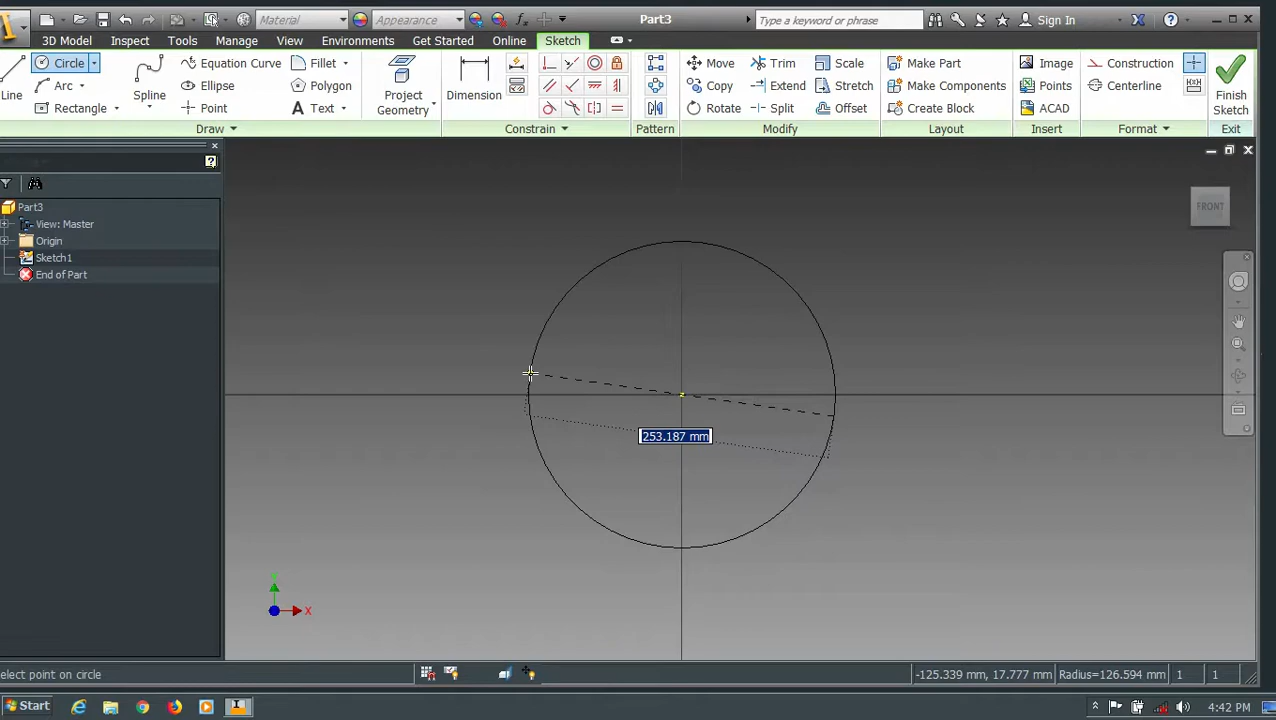 Material Appearance fx Part3 Type a keyword or phrase Sign In
3D Model Inspect Tools Manage View Environments Get Started Online Sketch
Line Circle Arc Rectangle Spline Equation Curve Ellipse Point Fillet Polygon Text Project Geometry Dimension Move Copy Rotate Trim Extend Split Scale Stretch Offset Make Part Make Components Create Block Image Points ACAD Construction Centerline Finish Sketch
Draw Constrain Pattern Modify Layout Insert Format Exit
Part3
View: Master
Origin
Sketch1
End of Part
FRONT
253.187 mm
X
elect point on circle -125.339 mm, 17.777 mm Radius=126.594 mm 1 1
Start 4:42 PM